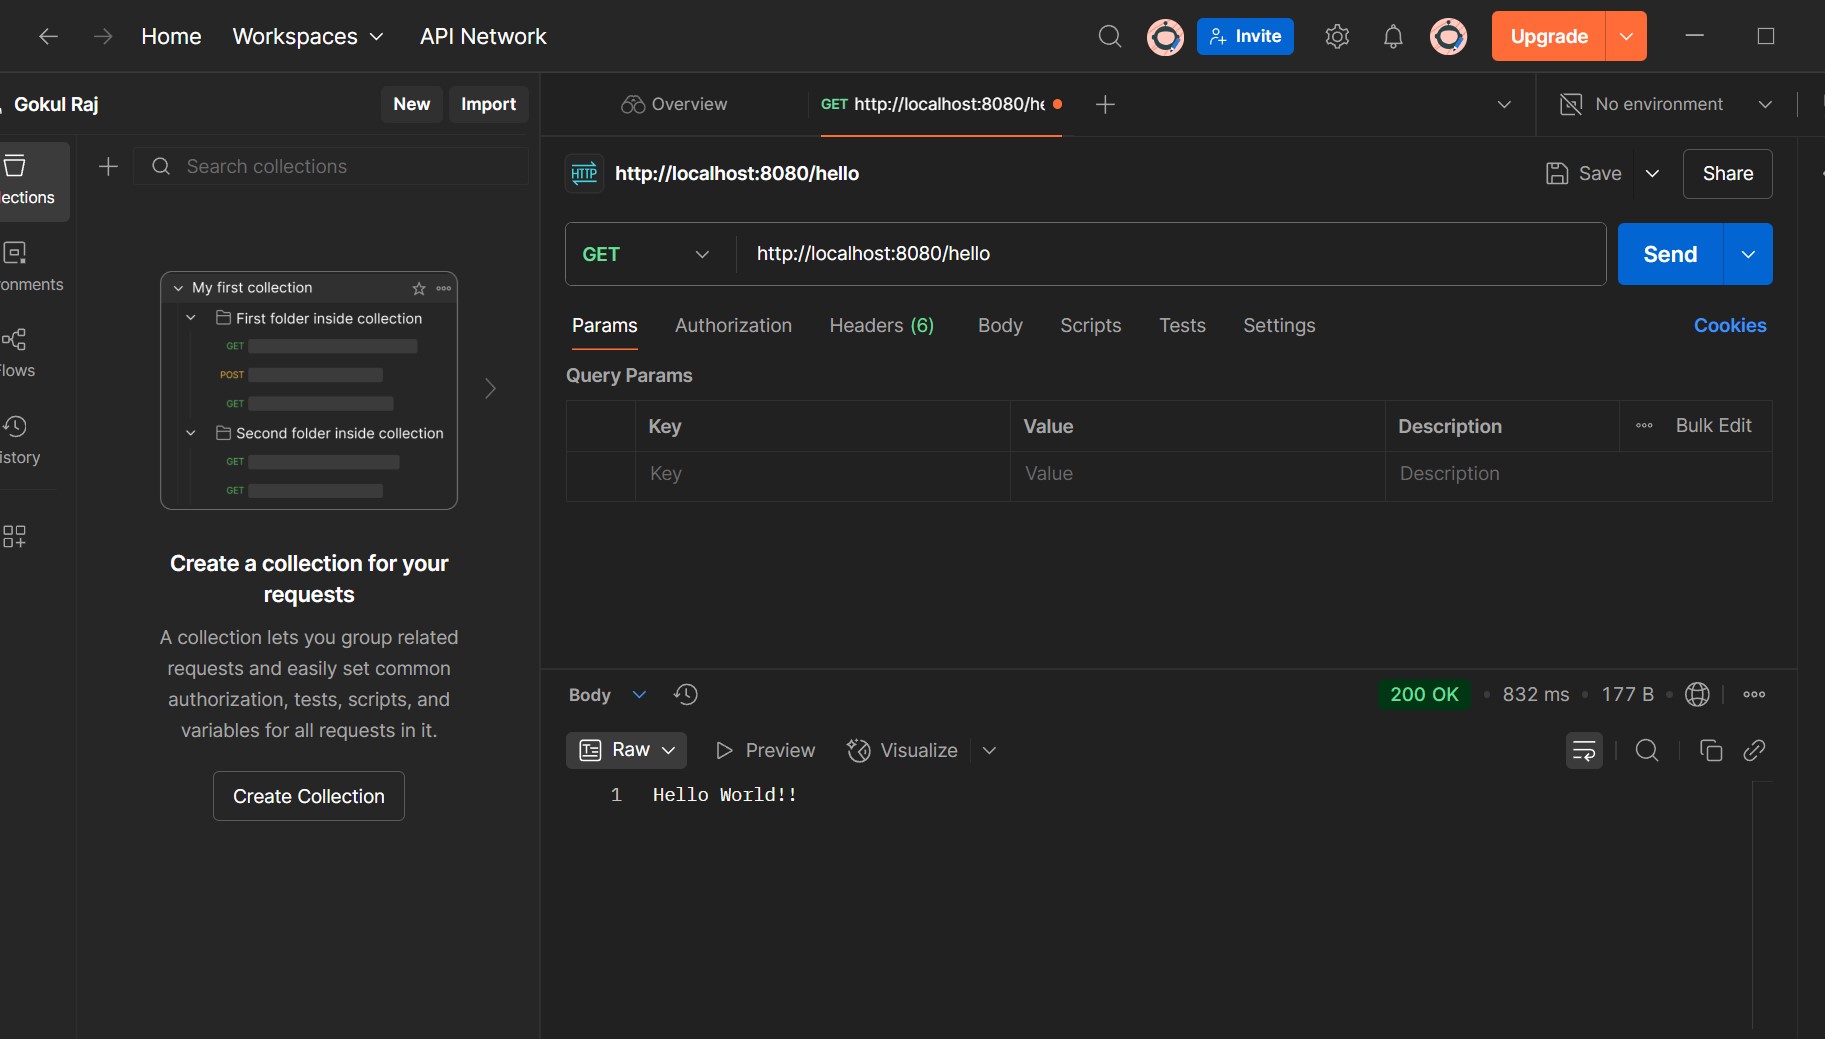 Home Workspaces API Network Invite Upgrade
Gokul Raj New Import
Overview GET http://localhost:8080/he No environment
Search collections
lections
onments
Flows
istory
My first collection
First folder inside collection
GET
POST
GET
Second folder inside collection
GET
GET
Create a collection for your
requests
A collection lets you group related
requests and easily set common
authorization, tests, scripts, and
variables for all requests in it.
Create Collection
HTTP http://localhost:8080/hello Save Share
GET http://localhost:8080/hello Send
Params Authorization Headers (6) Body Scripts Tests Settings Cookies
Query Params
Key Value Description Bulk Edit
Key Value Description
Body 200 OK • 832 ms • 177 B •
Raw Preview Visualize
1 Hello World!!